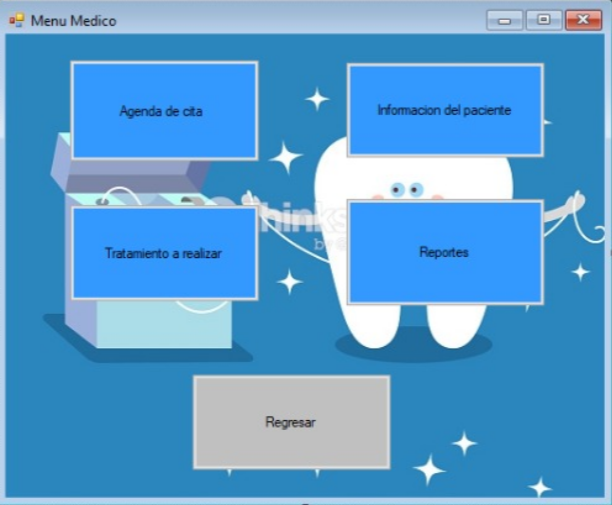 Menu Medico
Agenda de cita
Informacion del paciente
Tratamiento a realizar
Reportes
Regresar